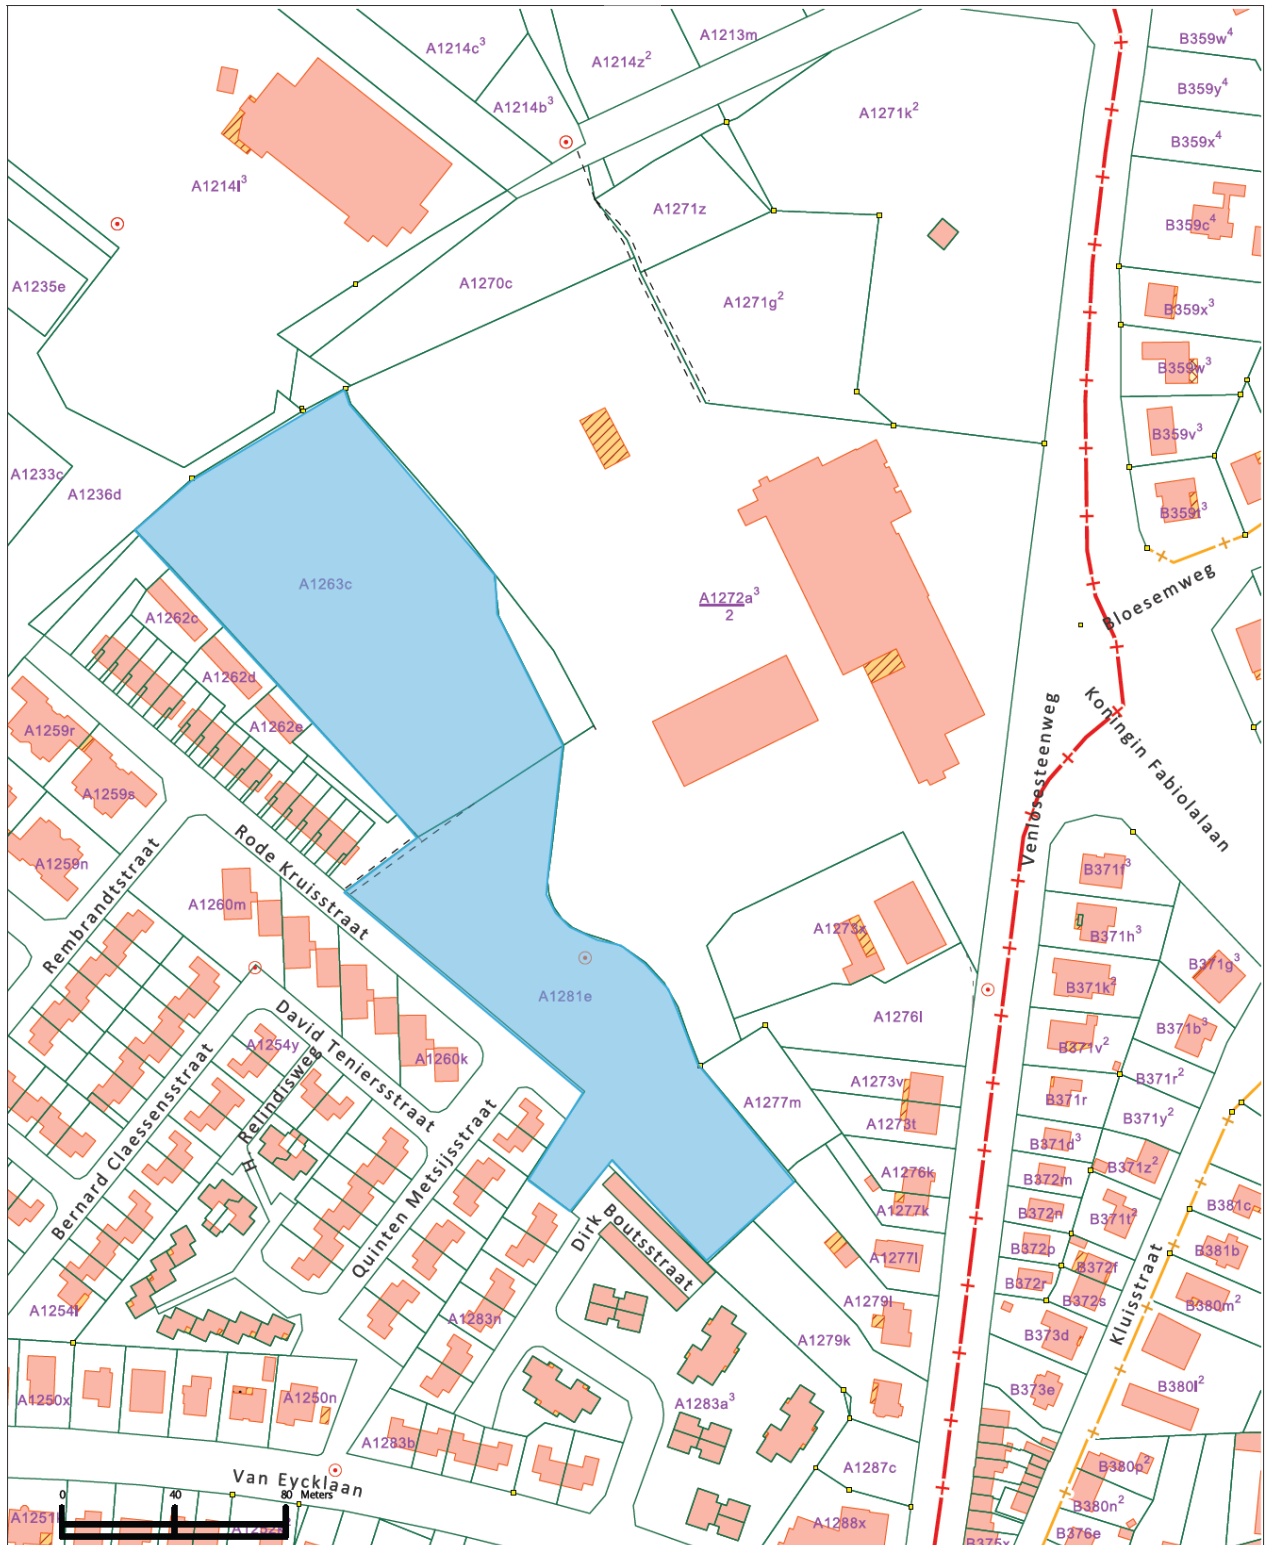 A1214c³
A1213m
A1214z²
A1214b³
A1271k²
B359w⁴
B359y⁴
B359x⁴
A1214l³
A1271z
B359c⁴
A1235e
A1270c
A1271g²
B359x³
B359w³
B359v³
A1233c
A1236d
B359t³
A1263c
A1272a³
2
Bloesemweg
A1262c
A1262d
A1262e
A1259r
A1259s
A1259n
Koningin Fabiolalaan
Venlosesteenweg
Rode Kruisstraat
Rembrandtstraat
A1260m
A1273x
B371f³
B371h³
B371g³
B371k²
A1281e
A1276l
B371b³
B371v²
David Teniersstraat
A1254y
A1260k
Relindisweg
H
Bernard Claessensstraat
Quinten Metsijsstraat
A1273v
A1273t
A1277m
B371r²
B371r
B371y²
B371d³
B371z²
A1276k
A1277k
B372m
B372n
B371t²
B381c
Dirk Boutsstraat
A1277l
B372p
B372f
B381b
B372r
B372s
B380m²
Kluisstraat
A1254f
A1283n
A1279l
A1279k
B373d
A1250x
A1250n
A1283a³
B373e
B380l²
A1283b
A1287c
B380p²
Van Eycklaan
0 40 80 Meters
A1288x
B380n²
B376e
B375x